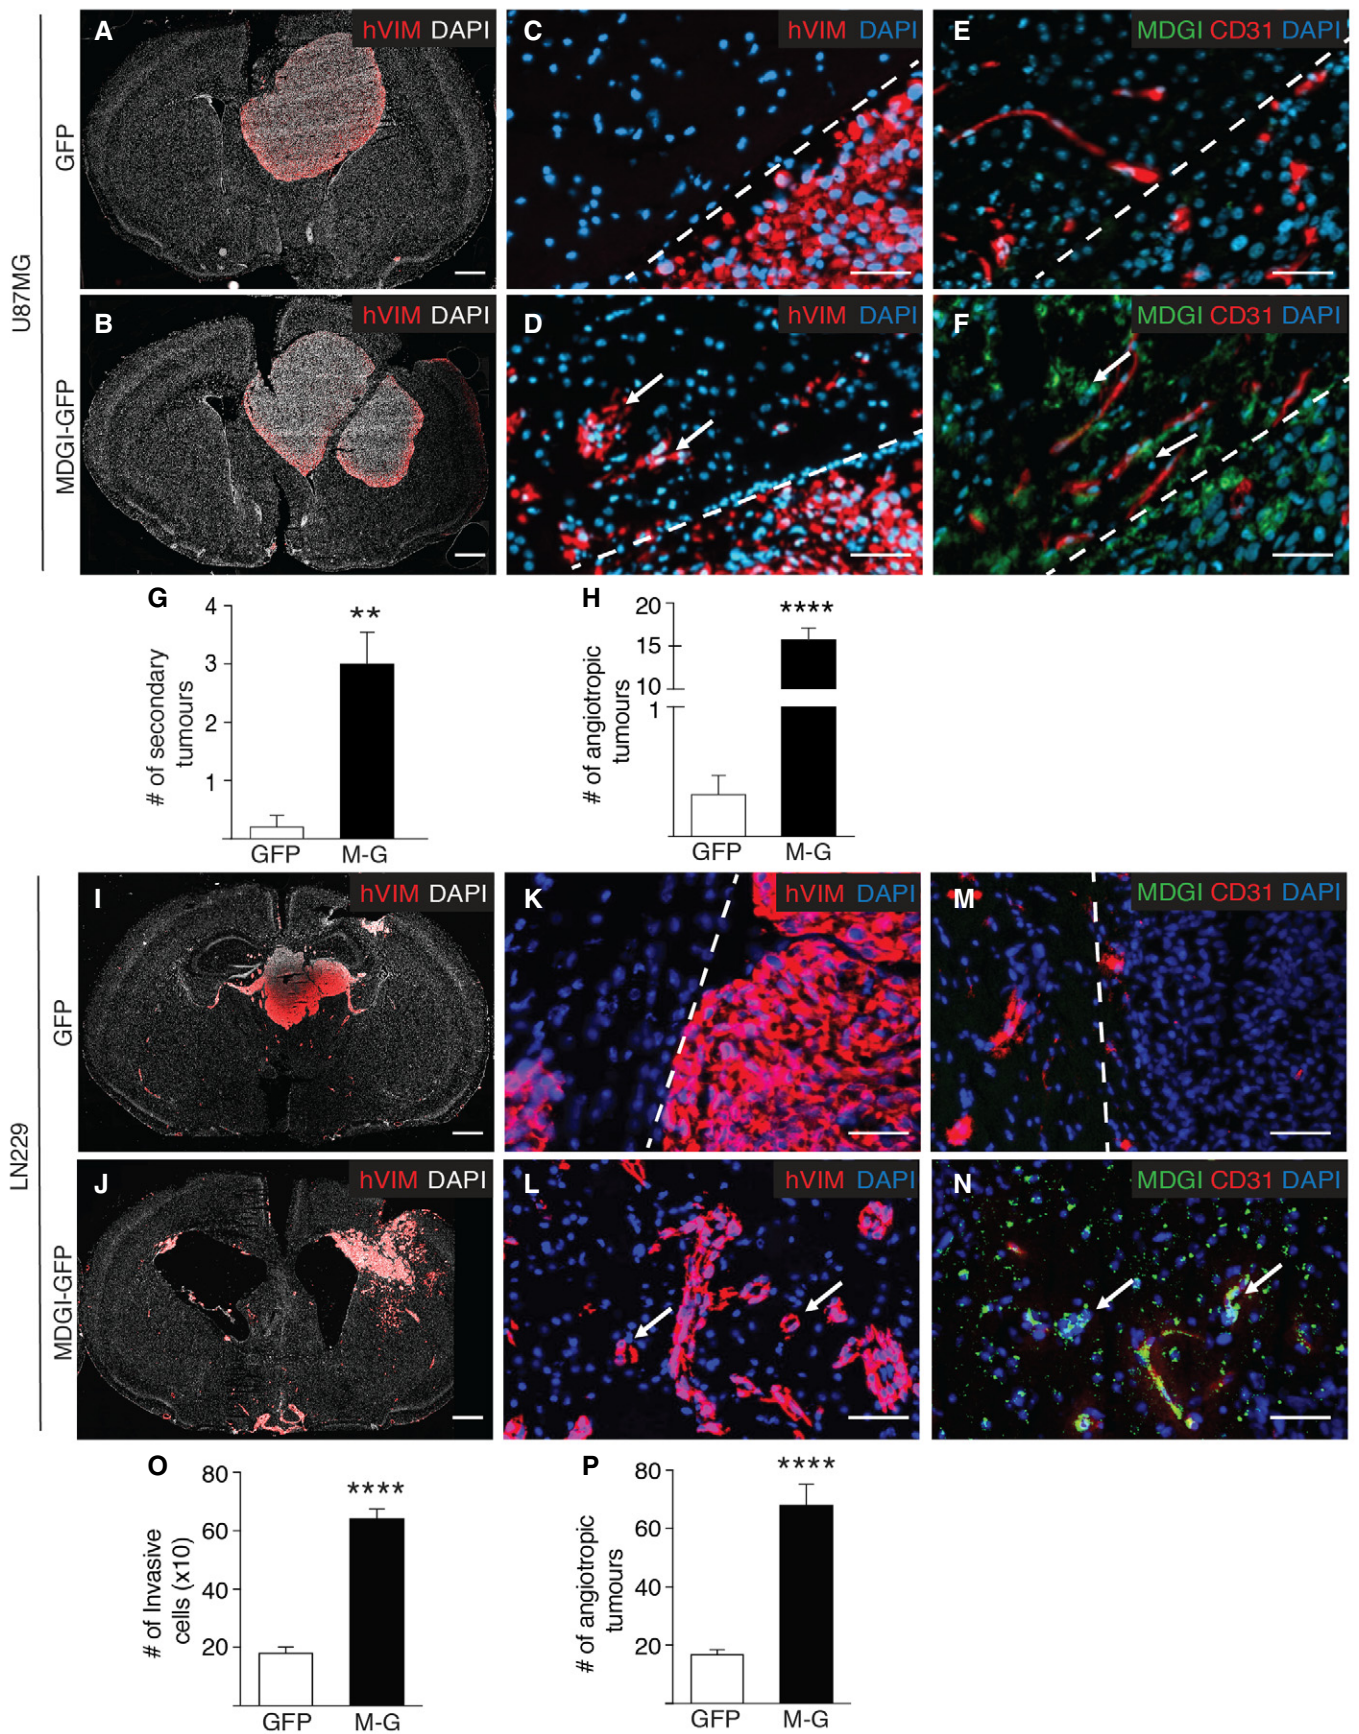 U87MG
GFP
A
hVIM DAPI
C
hVIM DAPI
E
MDGI CD31 DAPI
MDGI-GFP
B
hVIM DAPI
D
hVIM DAPI
F
MDGI CD31 DAPI
G
# of secondary
tumours
4
3
2
1
**
GFP
M-G
H
# of angiotropic
tumours
20
15
10
1
****
GFP
M-G
LN229
GFP
I
hVIM DAPI
K
hVIM DAPI
M
MDGI CD31 DAPI
MDGI-GFP
J
hVIM DAPI
L
hVIM DAPI
N
MDGI CD31 DAPI
O
# of Invasive
cells (x10)
80
60
40
20
****
GFP
M-G
P
# of angiotropic
tumours
80
60
40
20
****
GFP
M-G